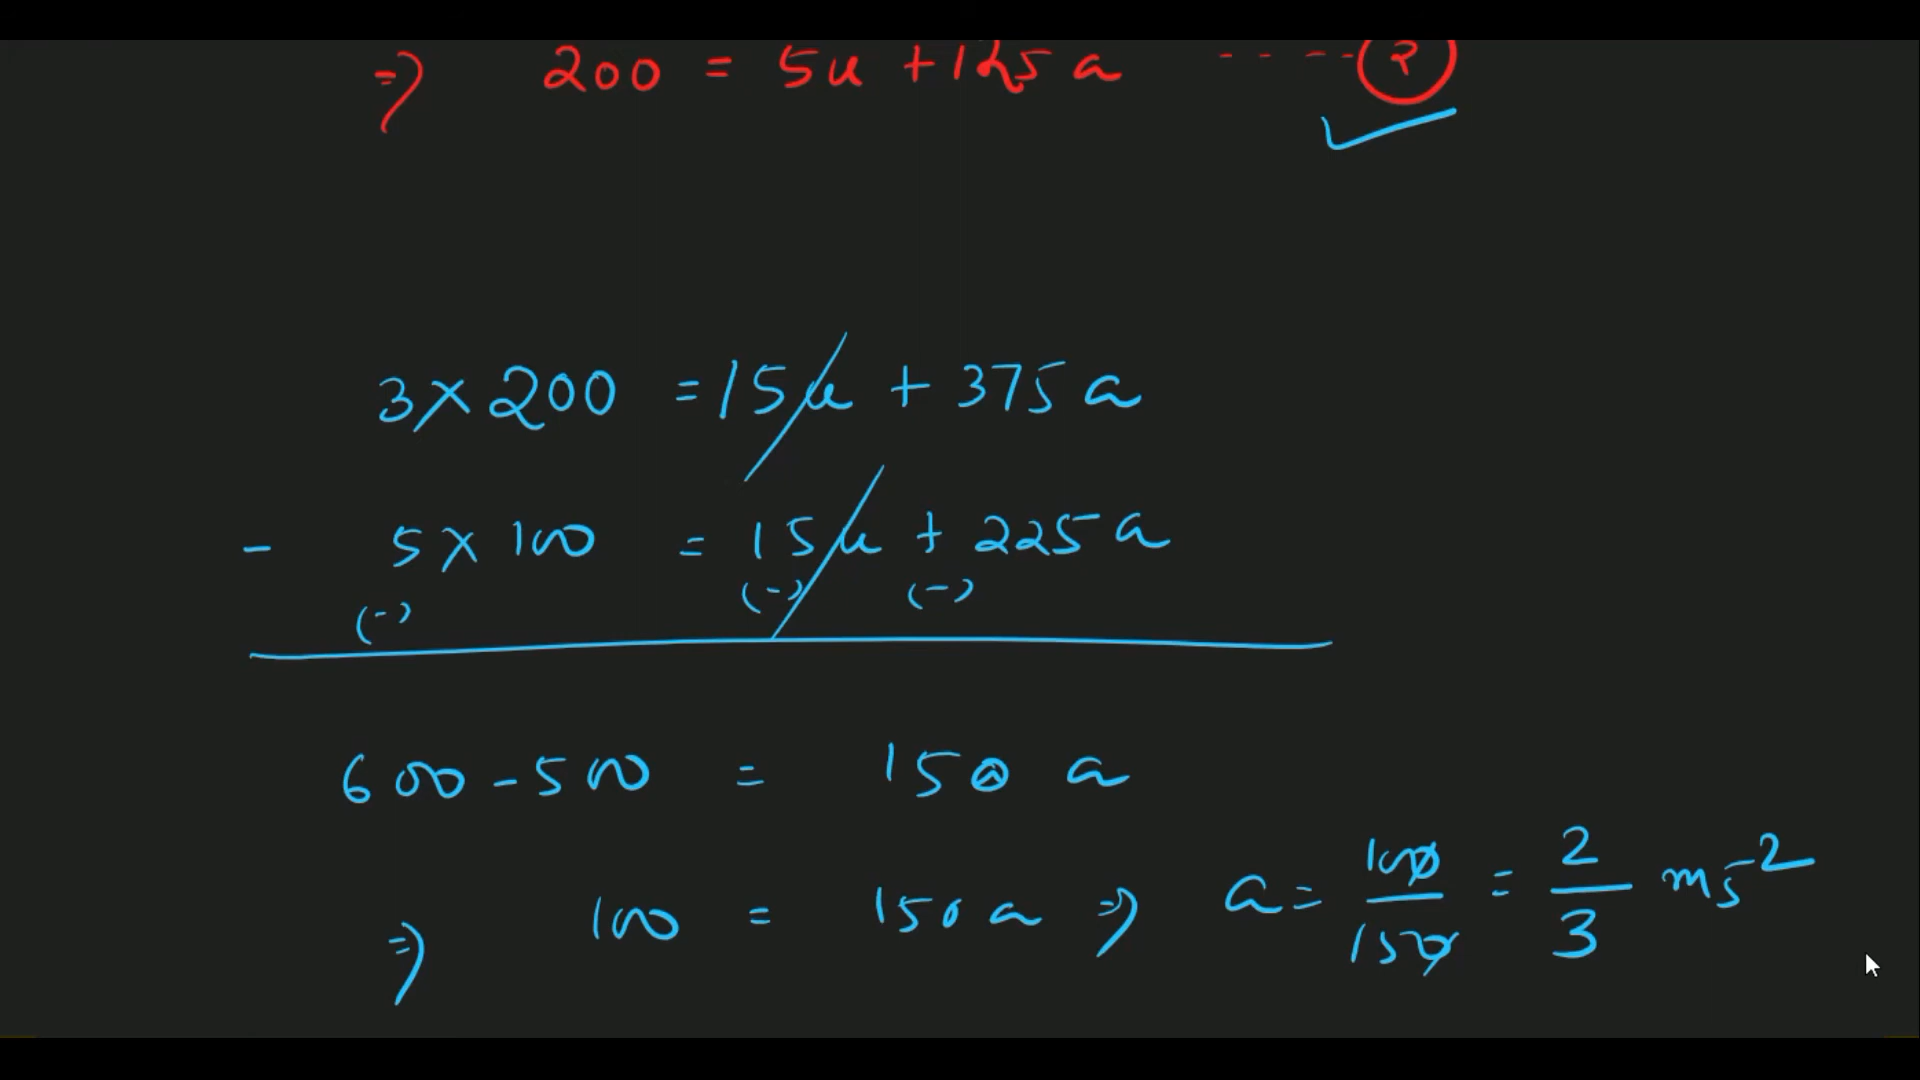 ⇒ 200 = 5u + 125a ----- ②
3 × 200 = 15u + 375a
- 5 × 100 = 15u + 225a
(-) (-) (-)
600 - 500 = 150 a
⇒ 100 = 150a ⇒ a = 100/150 = 2/3 ms⁻²